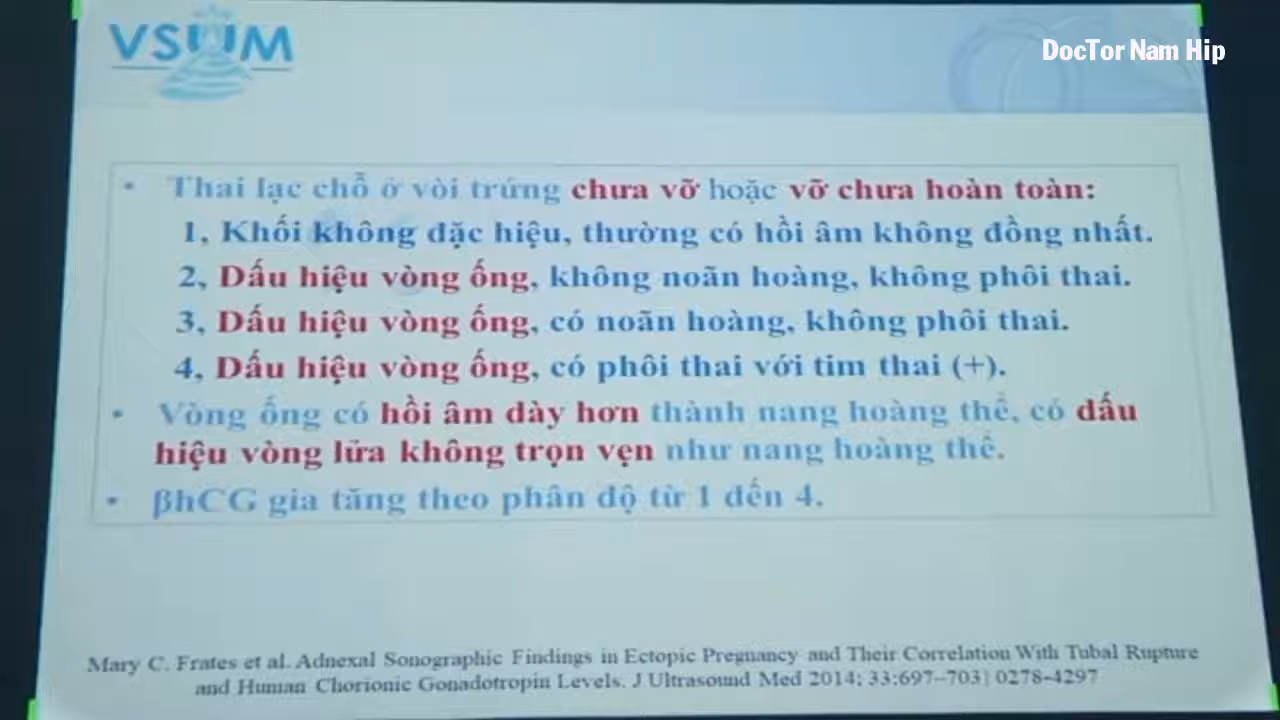 VSUM
DocTor Nam Hip
• Thai lạc chỗ ở vòi trứng chưa vỡ hoặc vỡ chưa hoàn toàn:
1, Khối không đặc hiệu, thường có hồi âm không đồng nhất.
2, Dấu hiệu vòng ống, không noãn hoàng, không phôi thai.
3, Dấu hiệu vòng ống, có noãn hoàng, không phôi thai.
4, Dấu hiệu vòng ống, có phôi thai với tim thai (+).
• Vòng ống có hồi âm dày hơn thành nang hoàng thể, có dấu
hiệu vòng lửa không trọn vẹn như nang hoàng thể.
• βhCG gia tăng theo phân độ từ 1 đến 4.
Mary C. Frates et al. Adnexal Sonographic Findings in Ectopic Pregnancy and Their Correlation With Tubal Rupture
and Human Chorionic Gonadotropin Levels. J Ultrasound Med 2014; 33:697–703| 0278-4297